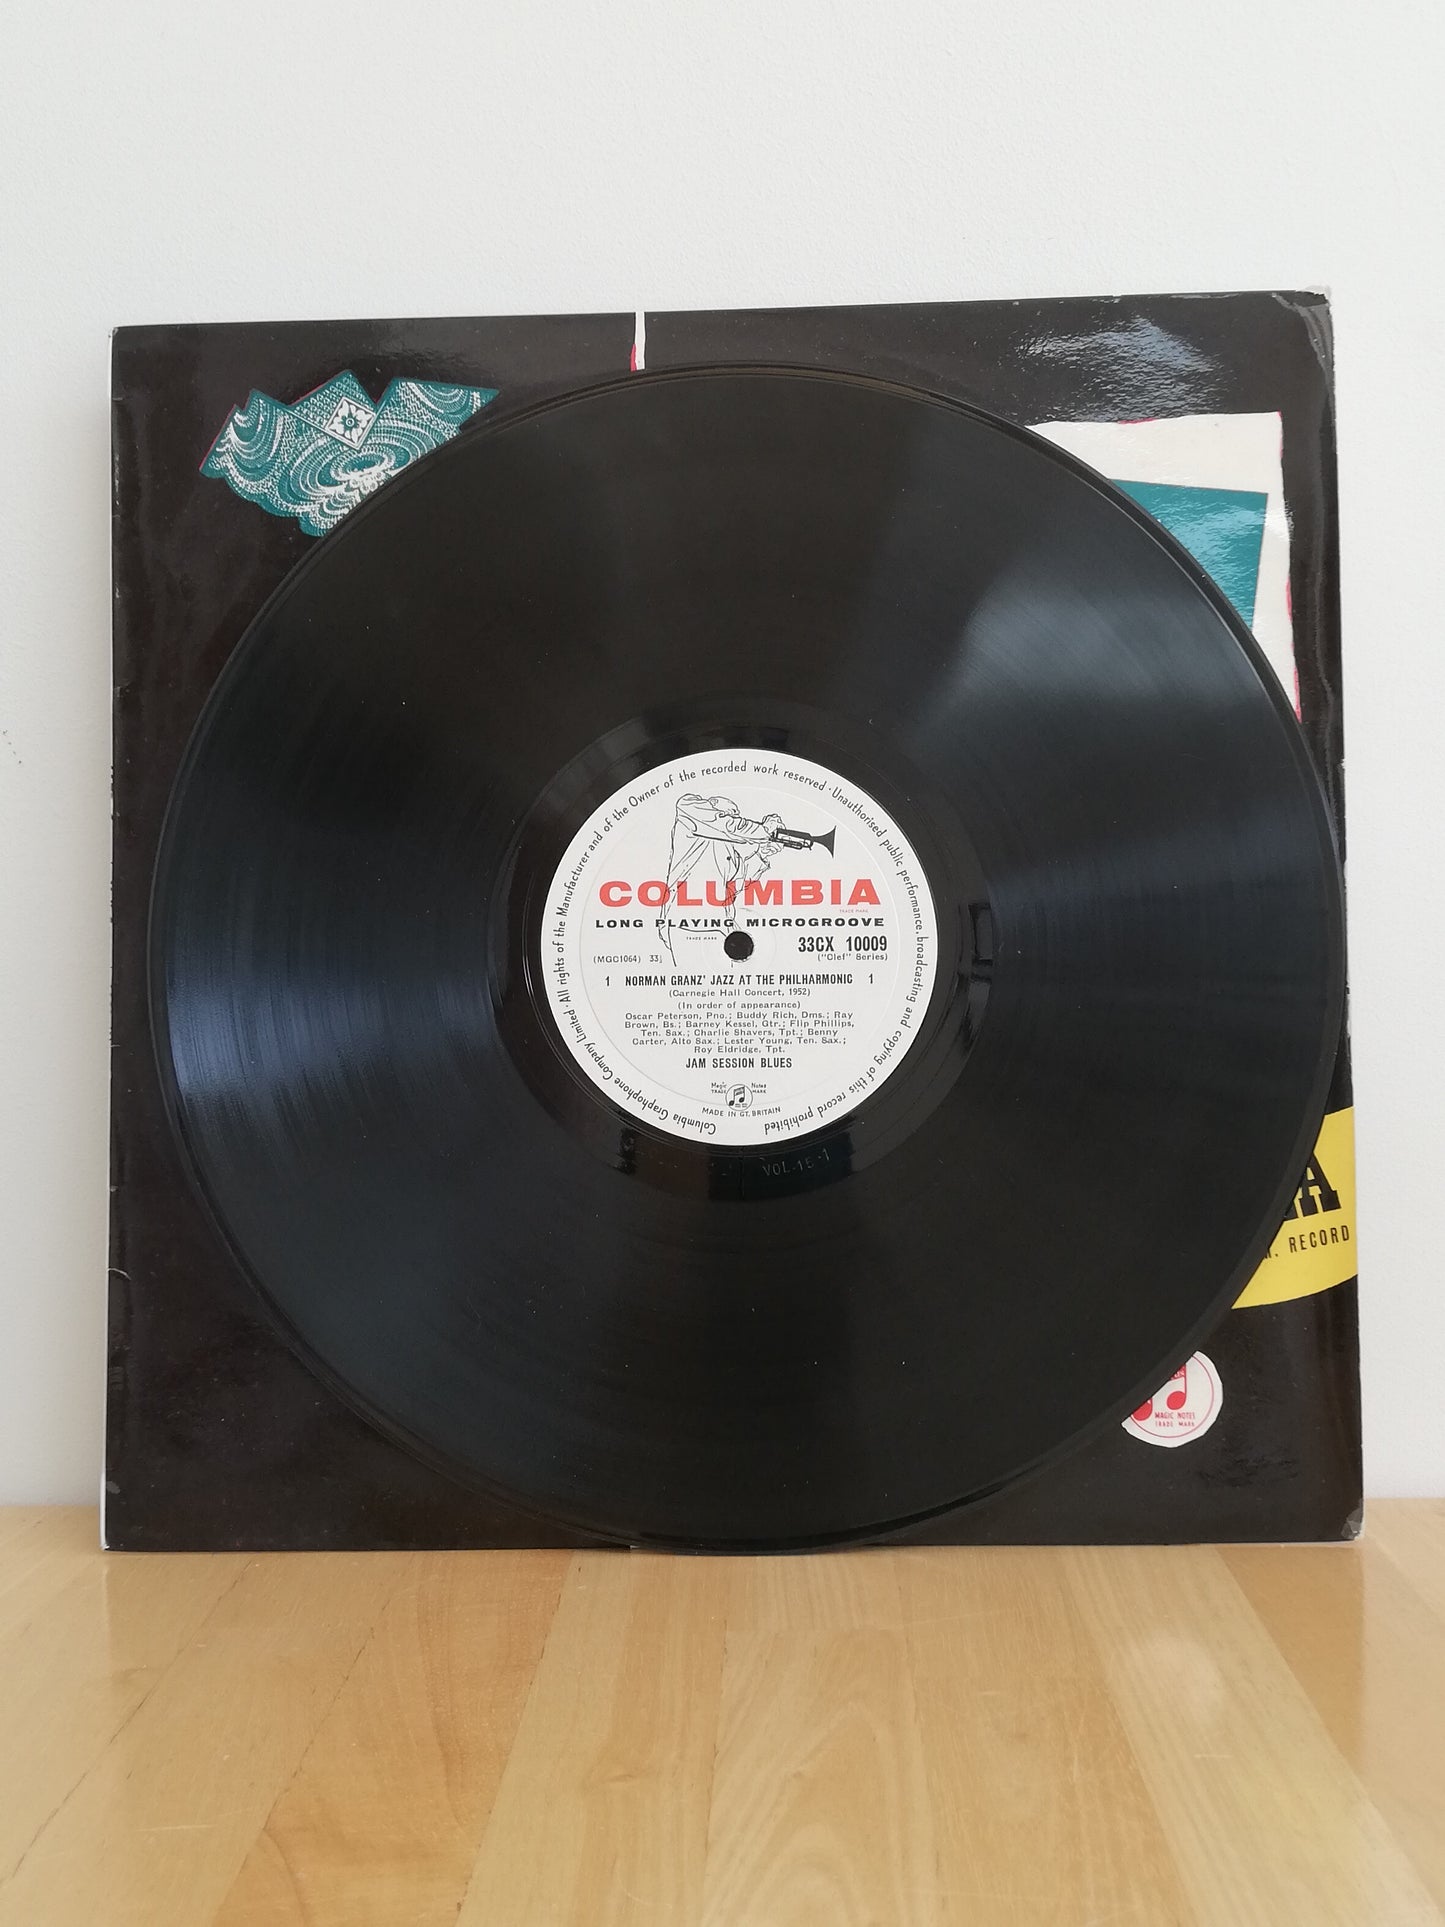 All rights of the Manufacturer and of the Owner of the recorded work reserved · Unauthorised public performance, broadcasting and copying of this record prohibited
Columbia Graphophone Company Limited ·
COLUMBIA
TRADE MARK
LONG PLAYING MICROGROOVE
TRADE MARK
33CX 10009
(MGC1064) 33⅓
("Clef" Series)
1 NORMAN GRANZ' JAZZ AT THE PHILHARMONIC 1
(Carnegie Hall Concert, 1952)
(In order of appearance)
Oscar Peterson, Pno.; Buddy Rich, Dms.; Ray
Brown, Bs.; Barney Kessel, Gtr.; Flip Phillips,
Ten. Sax.; Charlie Shavers, Tpt.; Benny
Carter, Alto Sax.; Lester Young, Ten. Sax.;
Roy Eldridge, Tpt.
JAM SESSION BLUES
Magic Notes
TRADE MARK
MADE IN GT. BRITAIN
VOL-15-1
RECORD
MAGIC NOTES
TRADE MARK